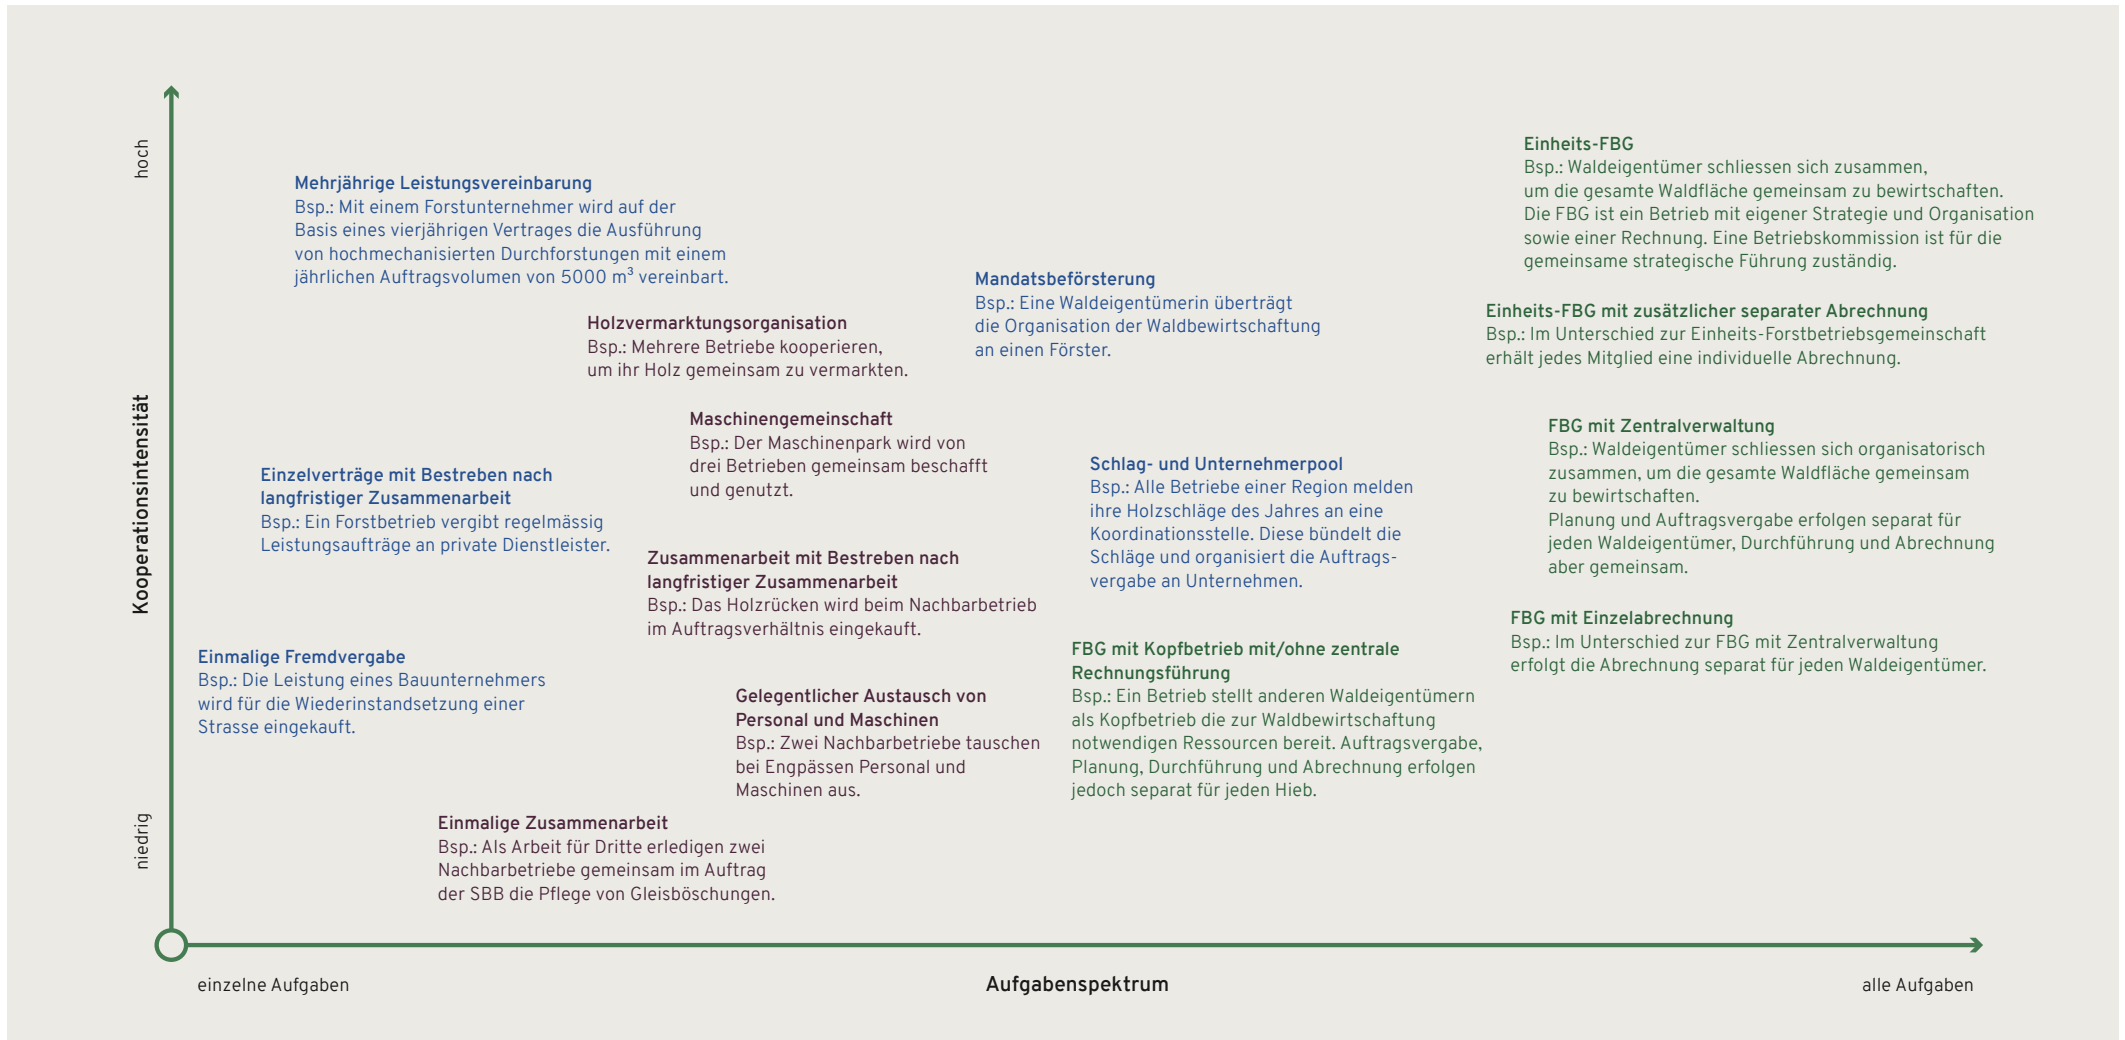 hoch
Kooperationsintensität
niedrig
Mehrjährige Leistungsvereinbarung
Bsp.: Mit einem Forstunternehmer wird auf der
Basis eines vierjährigen Vertrages die Ausführung
von hochmechanisierten Durchforstungen mit einem
jährlichen Auftragsvolumen von 5000 m³ vereinbart.
Holzvermarktungsorganisation
Bsp.: Mehrere Betriebe kooperieren,
um ihr Holz gemeinsam zu vermarkten.
Mandatsbeförsterung
Bsp.: Eine Waldeigentümerin überträgt
die Organisation der Waldbewirtschaftung
an einen Förster.
Einheits-FBG
Bsp.: Waldeigentümer schliessen sich zusammen,
um die gesamte Waldfläche gemeinsam zu bewirtschaften.
Die FBG ist ein Betrieb mit eigener Strategie und Organisation
sowie einer Rechnung. Eine Betriebskommission ist für die
gemeinsame strategische Führung zuständig.
Einheits-FBG mit zusätzlicher separater Abrechnung
Bsp.: Im Unterschied zur Einheits-Forstbetriebsgemeinschaft
erhält jedes Mitglied eine individuelle Abrechnung.
Maschinengemeinschaft
Bsp.: Der Maschinenpark wird von
drei Betrieben gemeinsam beschafft
und genutzt.
Einzelverträge mit Bestreben nach
langfristiger Zusammenarbeit
Bsp.: Ein Forstbetrieb vergibt regelmässig
Leistungsaufträge an private Dienstleister.
Schlag- und Unternehmerpool
Bsp.: Alle Betriebe einer Region melden
ihre Holzschläge des Jahres an eine
Koordinationsstelle. Diese bündelt die
Schläge und organisiert die Auftrags-
vergabe an Unternehmen.
FBG mit Zentralverwaltung
Bsp.: Waldeigentümer schliessen sich organisatorisch
zusammen, um die gesamte Waldfläche gemeinsam
zu bewirtschaften.
Planung und Auftragsvergabe erfolgen separat für
jeden Waldeigentümer, Durchführung und Abrechnung
aber gemeinsam.
Zusammenarbeit mit Bestreben nach
langfristiger Zusammenarbeit
Bsp.: Das Holzrücken wird beim Nachbarbetrieb
im Auftragsverhältnis eingekauft.
FBG mit Einzelabrechnung
Bsp.: Im Unterschied zur FBG mit Zentralverwaltung
erfolgt die Abrechnung separat für jeden Waldeigentümer.
Einmalige Fremdvergabe
Bsp.: Die Leistung eines Bauunternehmers
wird für die Wiederinstandsetzung einer
Strasse eingekauft.
Gelegentlicher Austausch von
Personal und Maschinen
Bsp.: Zwei Nachbarbetriebe tauschen
bei Engpässen Personal und
Maschinen aus.
FBG mit Kopfbetrieb mit/ohne zentrale
Rechnungsführung
Bsp.: Ein Betrieb stellt anderen Waldeigentümern
als Kopfbetrieb die zur Waldbewirtschaftung
notwendigen Ressourcen bereit. Auftragsvergabe,
Planung, Durchführung und Abrechnung erfolgen
jedoch separat für jeden Hieb.
Einmalige Zusammenarbeit
Bsp.: Als Arbeit für Dritte erledigen zwei
Nachbarbetriebe gemeinsam im Auftrag
der SBB die Pflege von Gleisböschungen.
einzelne Aufgaben
Aufgabenspektrum
alle Aufgaben